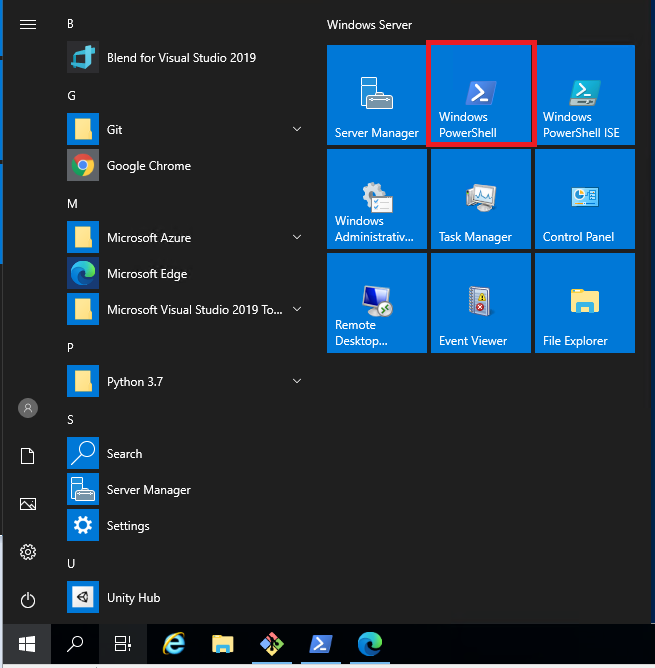 B
Blend for Visual Studio 2019
G
Git
Google Chrome
M
Microsoft Azure
Microsoft Edge
Microsoft Visual Studio 2019 To...
P
Python 3.7
S
Search
Server Manager
Settings
U
Unity Hub
Windows Server
Server Manager
Windows
PowerShell
Windows
PowerShell ISE
Windows
Administrativ...
Task Manager
Control Panel
Remote
Desktop...
Event Viewer
File Explorer